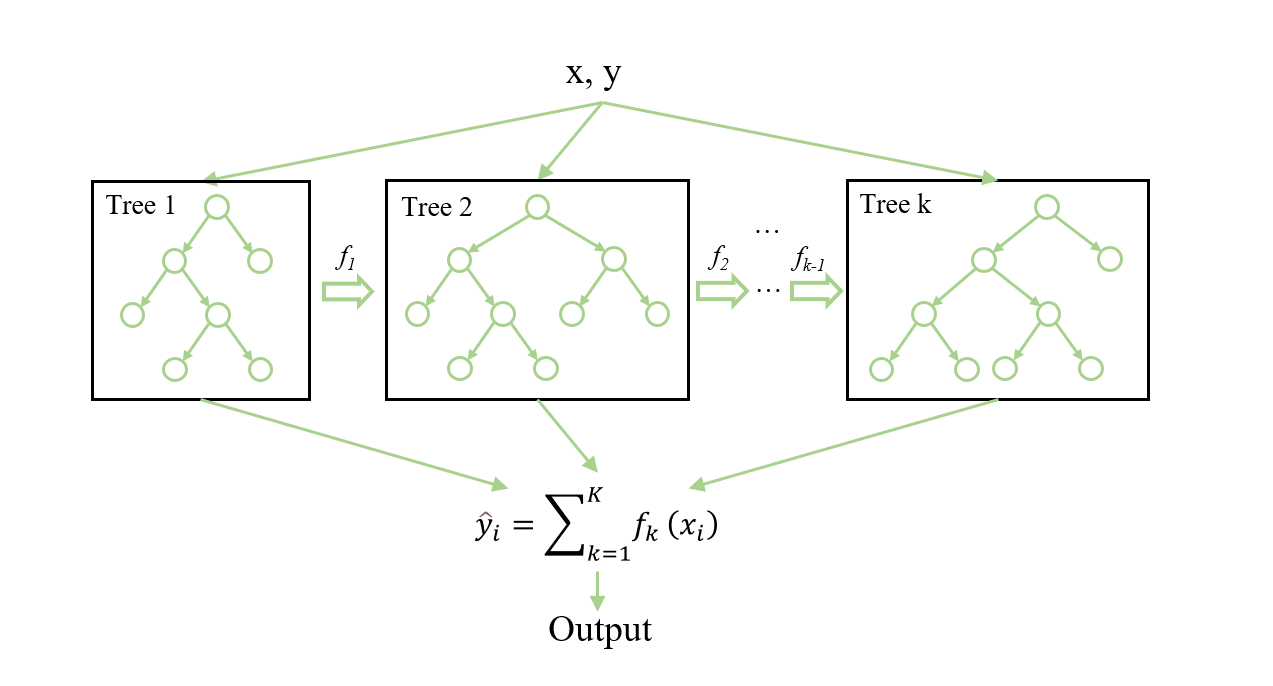 x, y
Tree 1
Tree 2
Tree k
f1
f2
...
fk-1
...
ŷi = ∑k=1K fk (xi)
Output